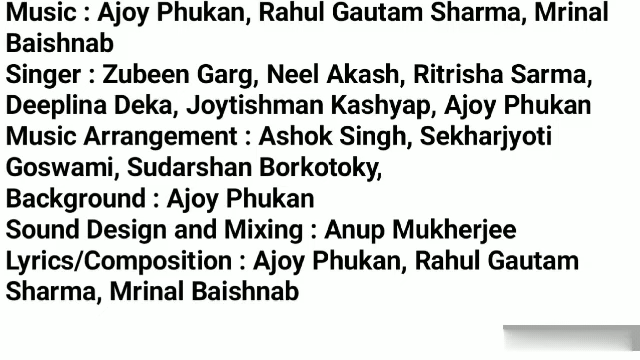 Music : Ajoy Phukan, Rahul Gautam Sharma, Mrinal
Baishnab
Singer : Zubeen Garg, Neel Akash, Ritrisha Sarma,
Deeplina Deka, Joytishman Kashyap, Ajoy Phukan
Music Arrangement : Ashok Singh, Sekharjyoti
Goswami, Sudarshan Borkotoky,
Background : Ajoy Phukan
Sound Design and Mixing : Anup Mukherjee
Lyrics/Composition : Ajoy Phukan, Rahul Gautam
Sharma, Mrinal Baishnab